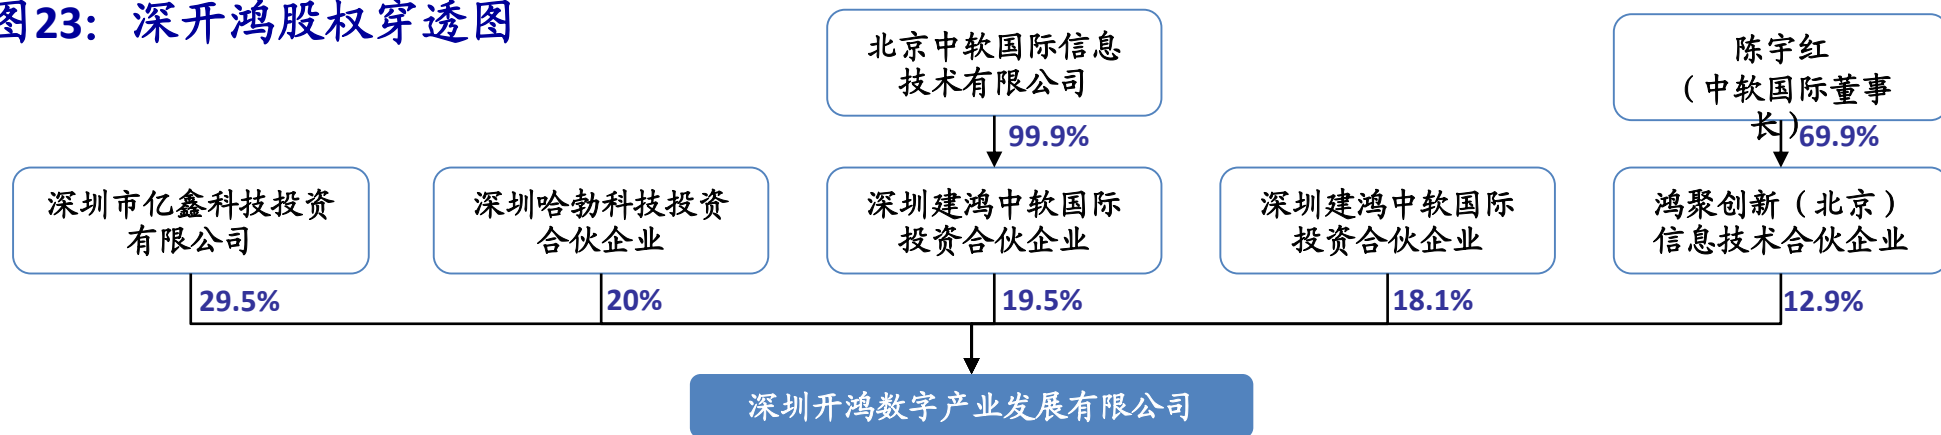 图23：深开鸿股权穿透图
北京中软国际信息
技术有限公司
陈宇红
（中软国际董事
长）
99.9%
69.9%
深圳市亿鑫科技投资
有限公司
深圳哈勃科技投资
合伙企业
深圳建鸿中软国际
投资合伙企业
深圳建鸿中软国际
投资合伙企业
鸿聚创新（北京）
信息技术合伙企业
29.5%
20%
19.5%
18.1%
12.9%
深圳开鸿数字产业发展有限公司